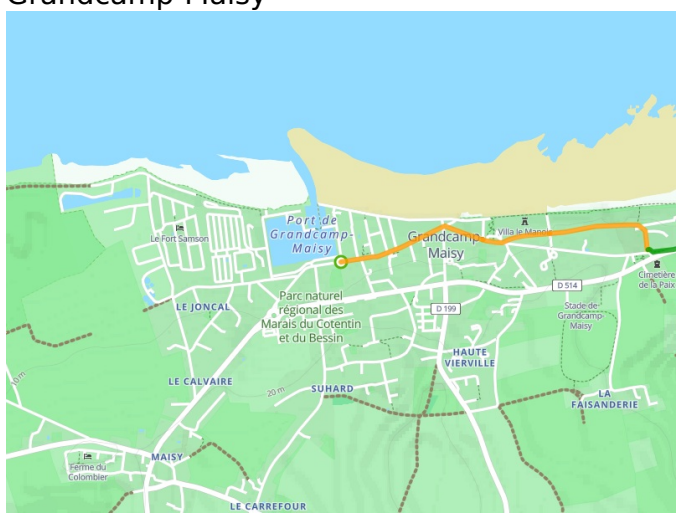 Grandcamp-Maisy
Port de
Grandcamp-
Maisy
Le Fort Samson
Grandcamp-
Maisy
Villa le Manoir
Cimetière
de la Paix
D 514
LE JONCAL
Parc naturel
régional des
Marais du Cotentin
et du Bessin
D 199
Stade de
Grandcamp-
Maisy
HAUTE
VIERVILLE
LE CALVAIRE
10 m
20 m
SUHARD
LA
FAISANDERIE
MAISY
Ferme du
Colombier
LE CARREFOUR